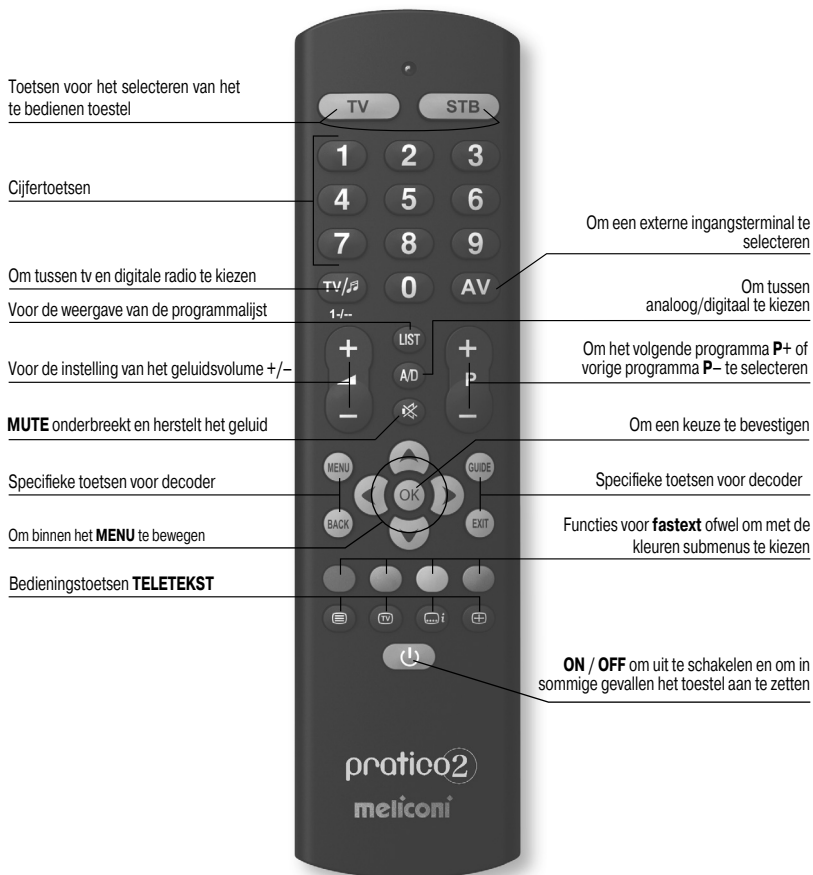 Toetsen voor het selecteren van het
te bedienen toestel
TV STB
1 2 3
Cijfertoetsen
4 5 6
7 8 9
Om een externe ingangsterminal te
selecteren
Om tussen tv en digitale radio te kiezen
TV/♫ 0 AV
1-/--
Om tussen
analoog/digitaal te kiezen
Voor de weergave van de programmalijst
LIST
+ +
Voor de instelling van het geluidsvolume +/–
A/D
P
Om het volgende programma P+ of
vorige programma P– te selecteren
– –
MUTE onderbreekt en herstelt het geluid
Om een keuze te bevestigen
MENU GUIDE
Specifieke toetsen voor decoder
OK
Specifieke toetsen voor decoder
BACK EXIT
Om binnen het MENU te bewegen
Functies voor fastext ofwel om met de
kleuren submenus te kiezen
Bedieningstoetsen TELETEKST
TV ....i
ON / OFF om uit te schakelen en om in
sommige gevallen het toestel aan te zetten
pratico2
meliconi